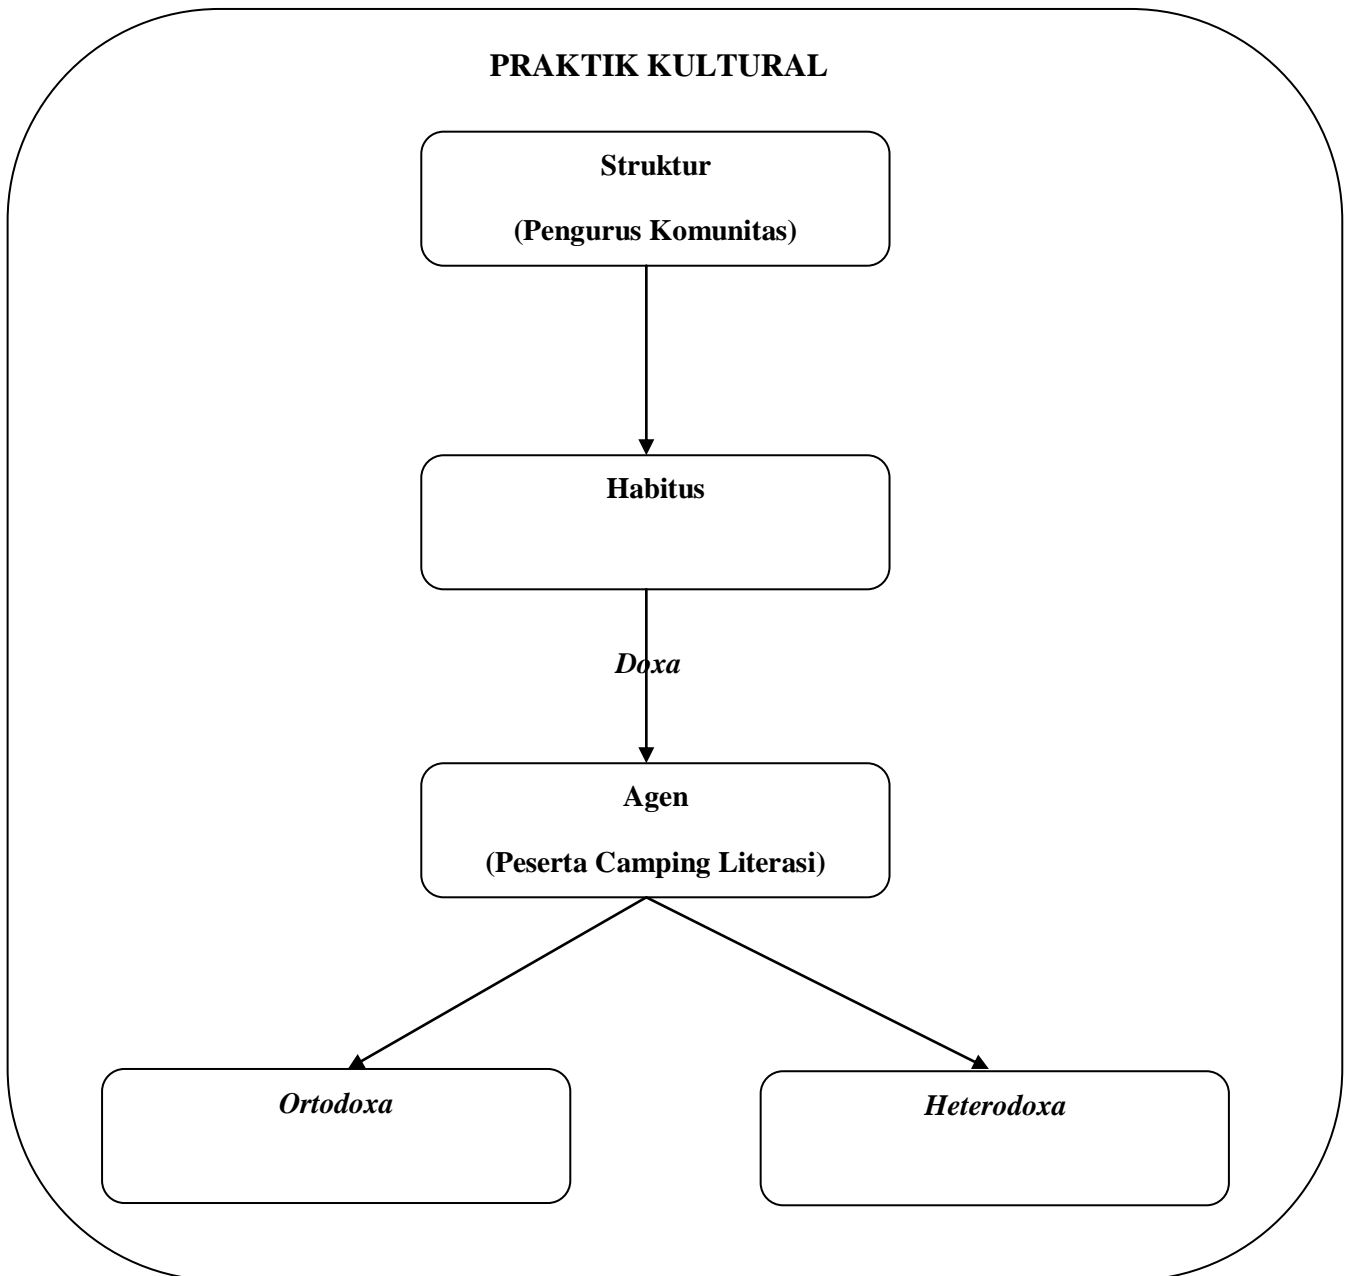 PRAKTIK KULTURAL
Struktur
(Pengurus Komunitas)
Habitus
Doxa
Agen
(Peserta Camping Literasi)
Ortodoxa
Heterodoxa